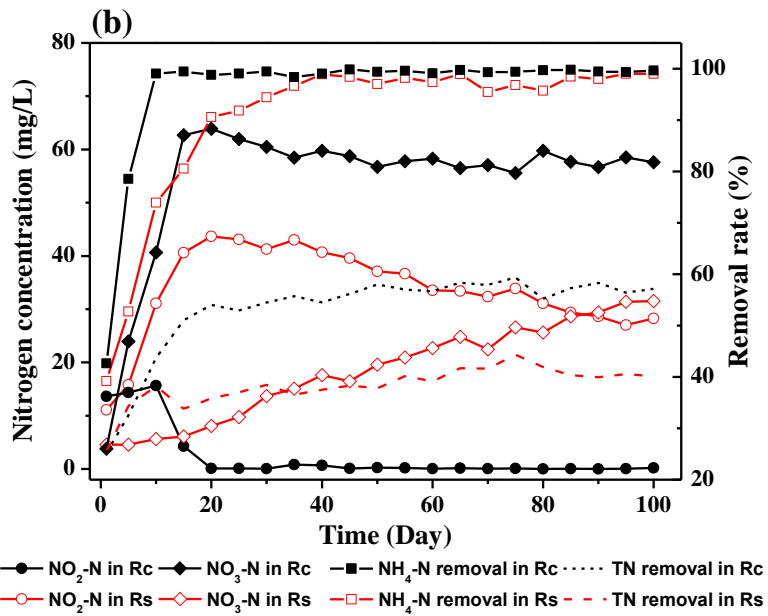 (b)
80
60
40
20
0
Nitrogen concentration (mg/L)
100
80
60
40
20
Removal rate (%)
0 20 40 60 80 100
Time (Day)
NO₂-N in Rc NO₃-N in Rc NH₄-N removal in Rc TN removal in Rc
NO₂-N in Rs NO₃-N in Rs NH₄-N removal in Rs TN removal in Rs